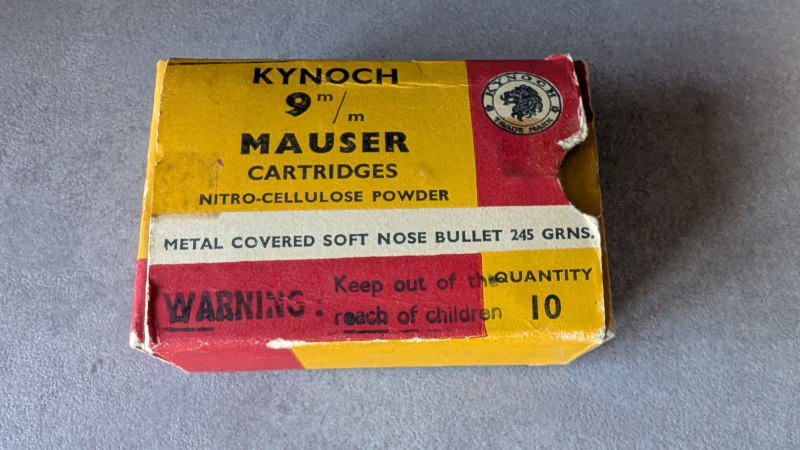 KYNOCH
9 m/m
MAUSER
CARTRIDGES
NITRO-CELLULOSE POWDER
KYNOCH
TRADE MARK
METAL COVERED SOFT NOSE BULLET 245 GRNS.
WARNING: Keep out of the
reach of children
QUANTITY
10